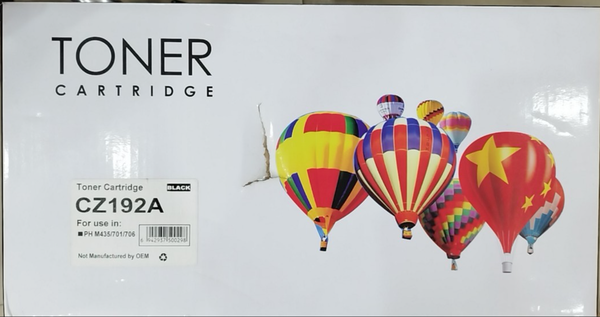 TONER
CARTRIDGE
Toner Cartridge BLACK
CZ192A
For use in:
PH M435/701/706
Not Manufactured by OEM